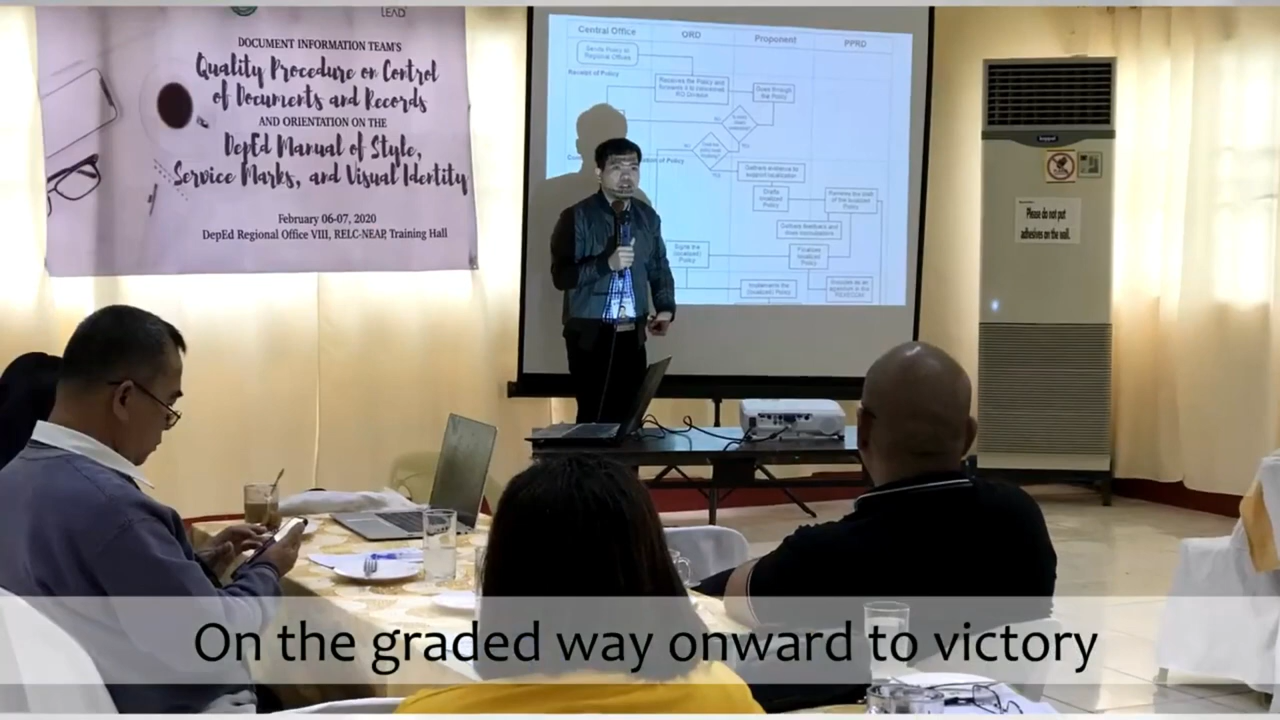 LEAD
DOCUMENT INFORMATION TEAM'S
Quality Procedure on Control
of Documents and Records
AND ORIENTATION ON THE
DepEd Manual of Style,
Service Marks, and Visual Identity
February 06-07, 2020
DepEd Regional Office VIII, RELC-NEAP, Training Hall
Central Office
ORD
Proponent
PPRD
Sends Policy to
Regional Offices
Receipt of Policy
Receives the Policy and
forwards it to concerned
RO Division
Goes through
the Policy
of Policy
Gathers evidence to
support localization
Drafts
localized
Policy
Reviews the draft
of the localized
Policy
Gathers feedback and
Signs the
(localized)
Policy
Finalizes
localized
Policy
Implements the
(localized) Policy
Please do not put
adhesives on the wall.
On the graded way onward to victory